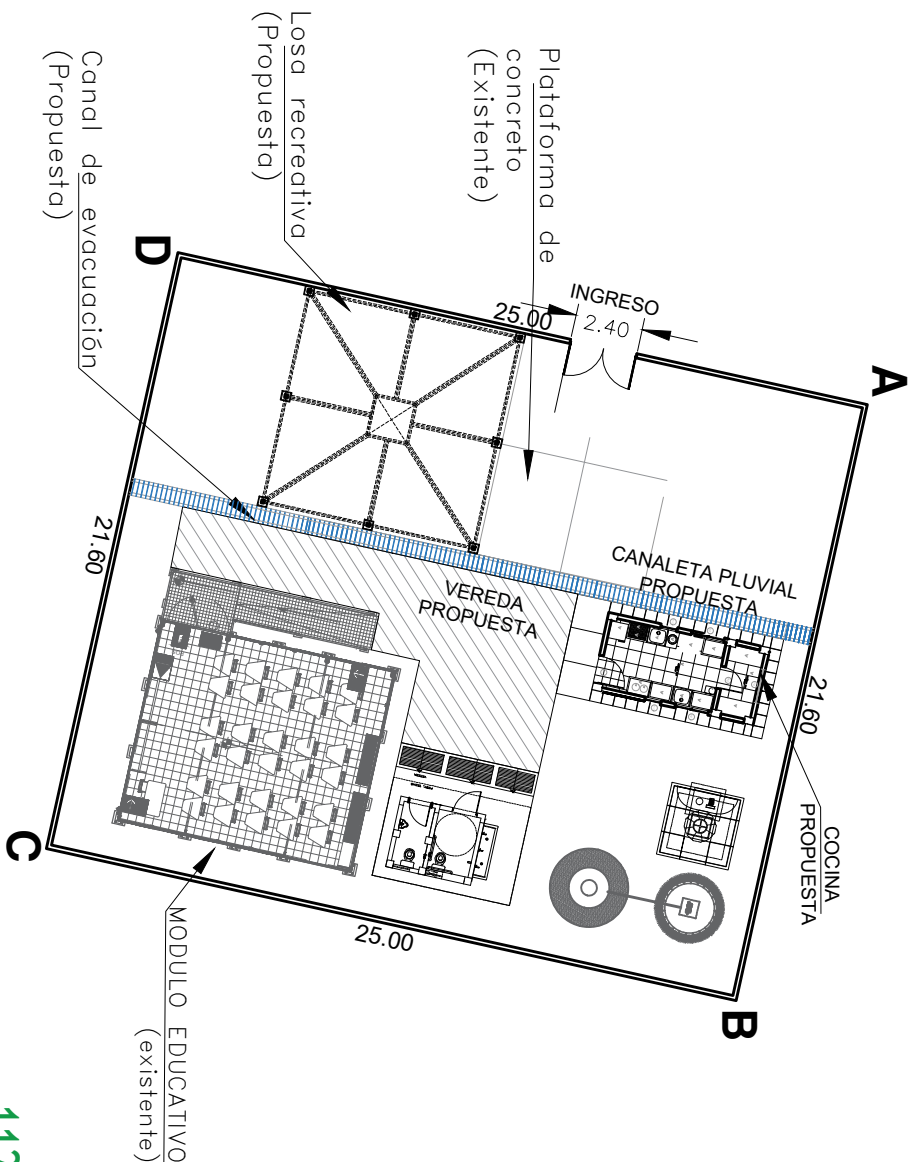 Plataforma de
concreto
(Existente)
Losa recreativa
(Propuesta)
Canal de evacuación
(Propuesta)
D
A
INGRESO
2.40
25.00
21.60
CANALETA PLUVIAL
PROPUESTA
VEREDA
PROPUESTA
21.60
COCINA
PROPUESTA
C
25.00
B
MODULO EDUCATIVO
(existente)